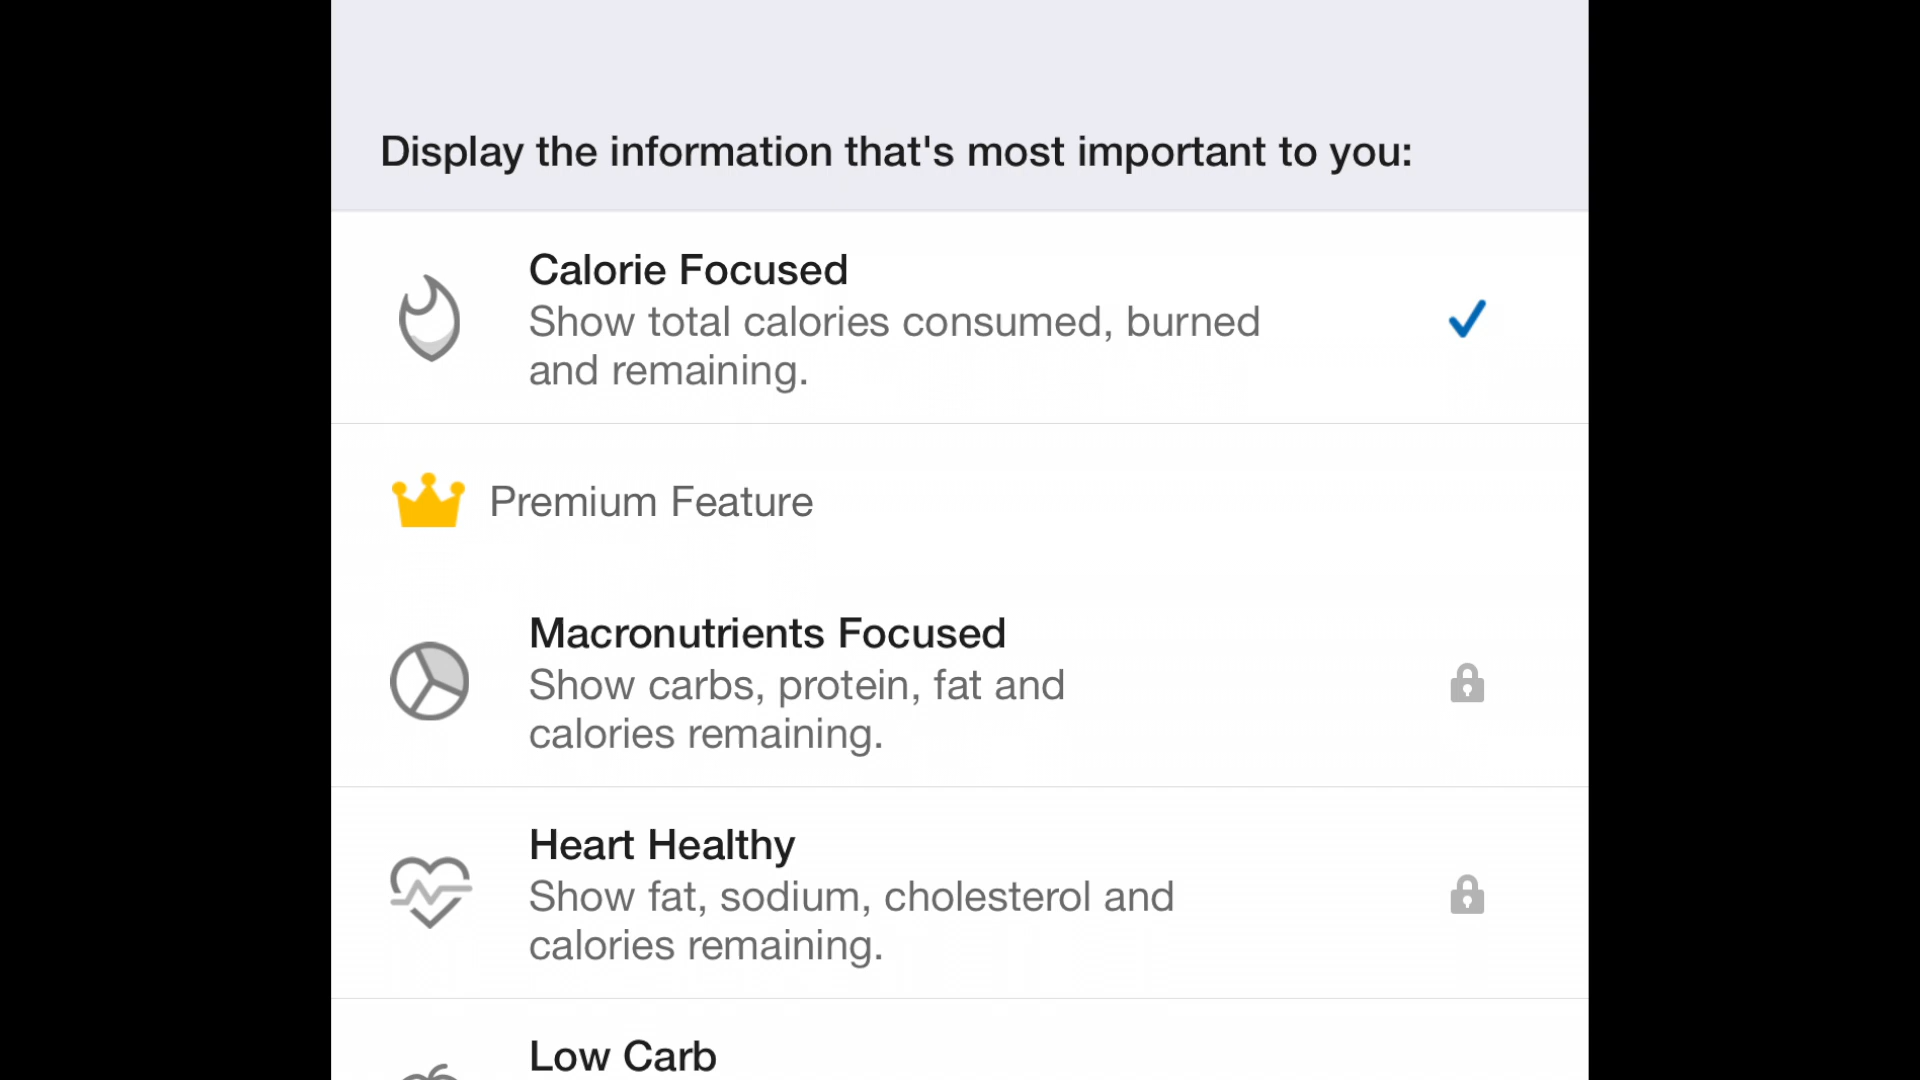 Display the information that's most important to you:
Calorie Focused
Show total calories consumed, burned
and remaining.
Premium Feature
Macronutrients Focused
Show carbs, protein, fat and
calories remaining.
Heart Healthy
Show fat, sodium, cholesterol and
calories remaining.
Low Carb